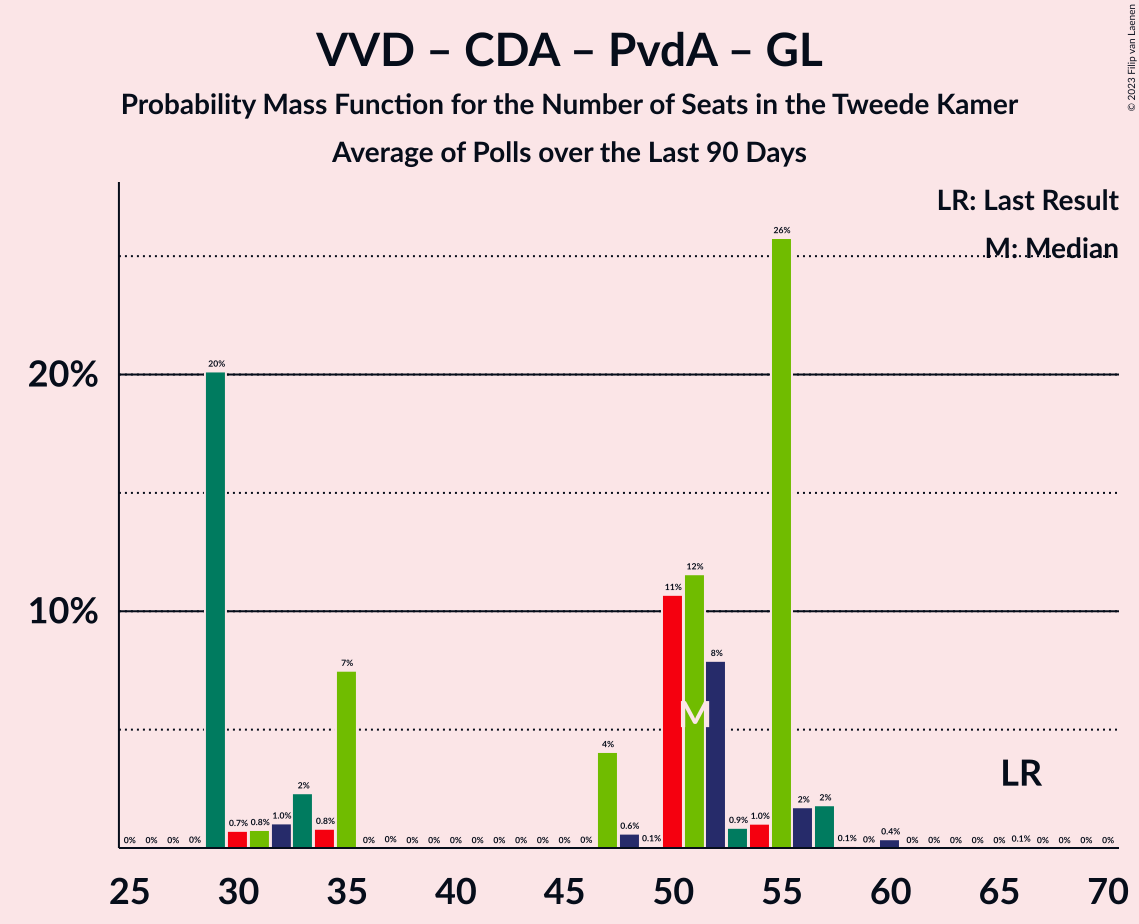 VVD – CDA – PvdA – GL
Probability Mass Function for the Number of Seats in the Tweede Kamer
Average of Polls over the Last 90 Days
© 2023 Filip van Laenen
LR: Last Result
M: Median
20%
10%
0% 0% 0% 0% 20% 0.7% 0.8% 1.0% 2% 0.8% 7% 0% 0% 0% 0% 0% 0% 0% 0% 0% 0% 0% 4% 0.6% 0.1% 11% 12% 8% 0.9% 1.0% 26% 2% 2% 0.1% 0% 0.4% 0% 0% 0% 0% 0% 0.1% 0% 0% 0% 0%
M
LR
25 30 35 40 45 50 55 60 65 70